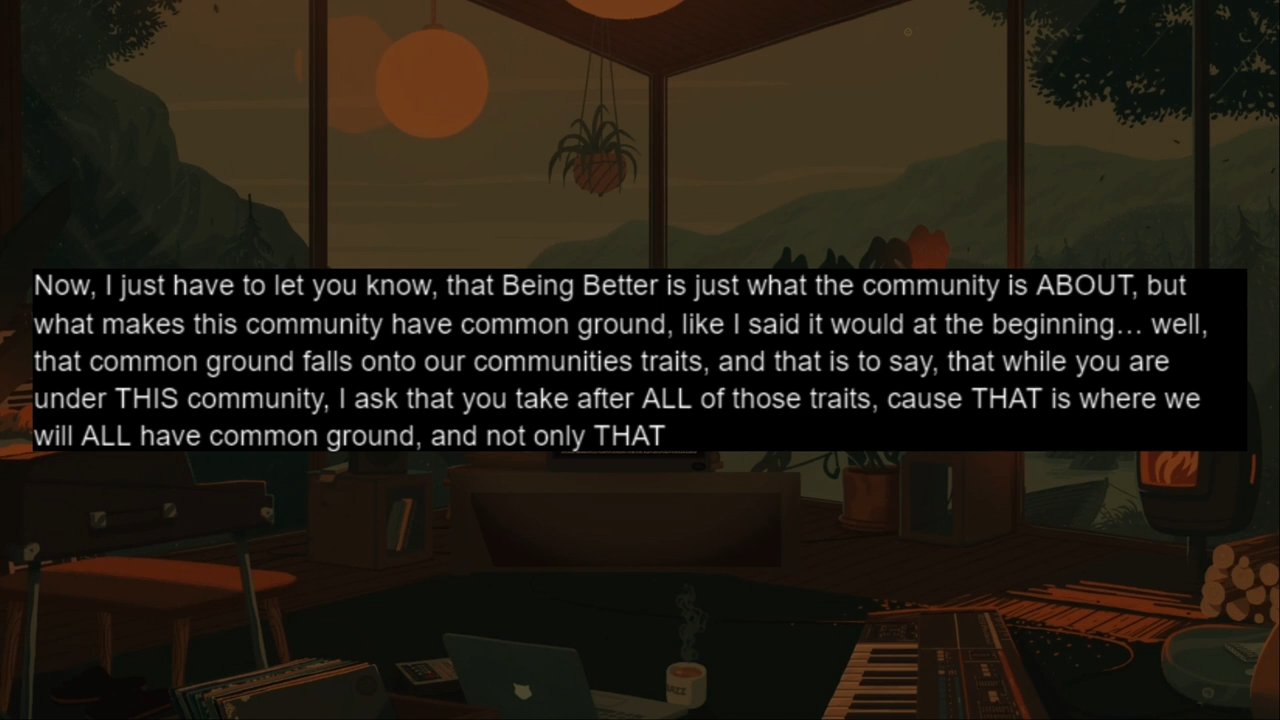 Now, I just have to let you know, that Being Better is just what the community is ABOUT, but
what makes this community have common ground, like I said it would at the beginning… well,
that common ground falls onto our communities traits, and that is to say, that while you are
under THIS community, I ask that you take after ALL of those traits, cause THAT is where we
will ALL have common ground, and not only THAT
JAZZ